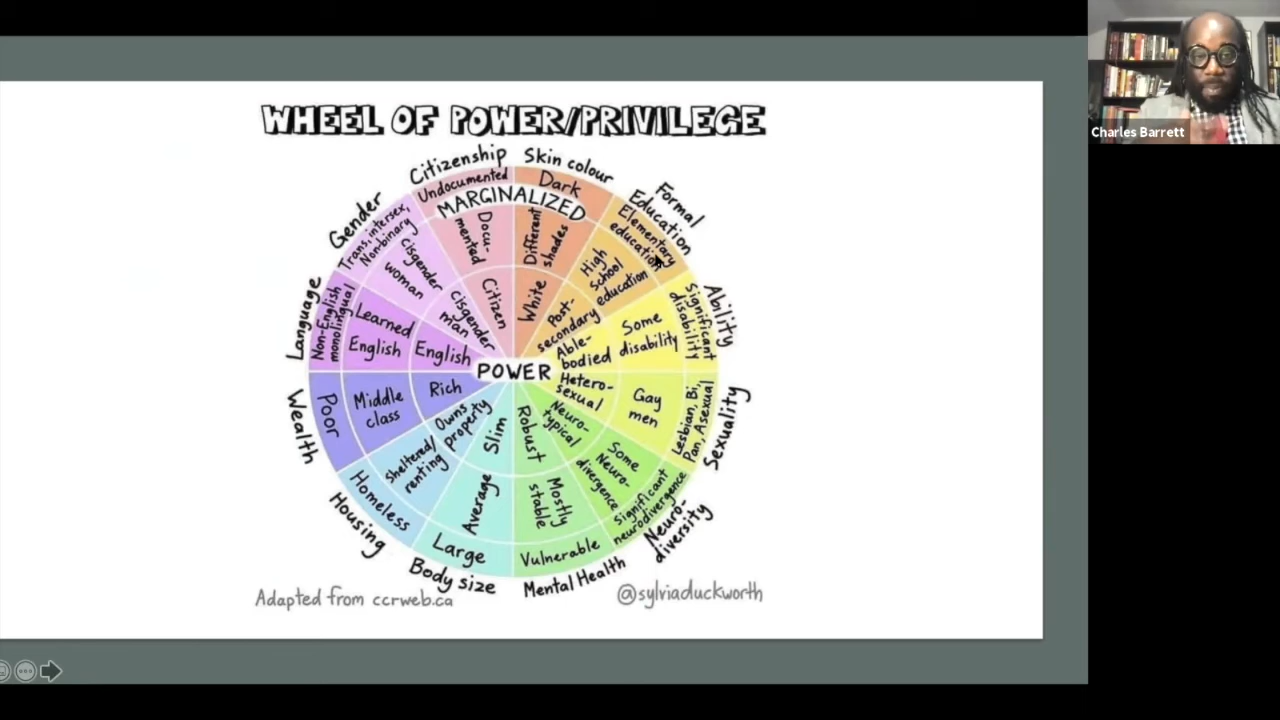 WHEEL OF POWER/PRIVILEGE
Citizenship
Undocumented
Docu-
mented
Citizen
Skin colour
Dark
Different
shades
White
MARGINALIZED
Formal
Education
Elementary
education
High
school
education
Post-
secondary
Ability
Significant
disability
Some
disability
Able-
bodied
Sexuality
Lesbian, Bi,
Pan, Asexual
Gay
men
Hetero-
sexual
Neuro-
diversity
Significant
neurodivergence
Some
Neuro-
divergence
Neuro-
typical
Mental Health
Vulnerable
Mostly
stable
Robust
Body size
Large
Average
Slim
Housing
Homeless
Sheltered/
renting
Owns
property
Wealth
Poor
Middle
class
Rich
Language
Non-English
monolingual
Learned
English
English
Gender
Trans, intersex,
Non-binary
Cisgender
woman
Cisgender
man
POWER
Adapted from ccrweb.ca
@sylviaduckworth
Charles Barrett